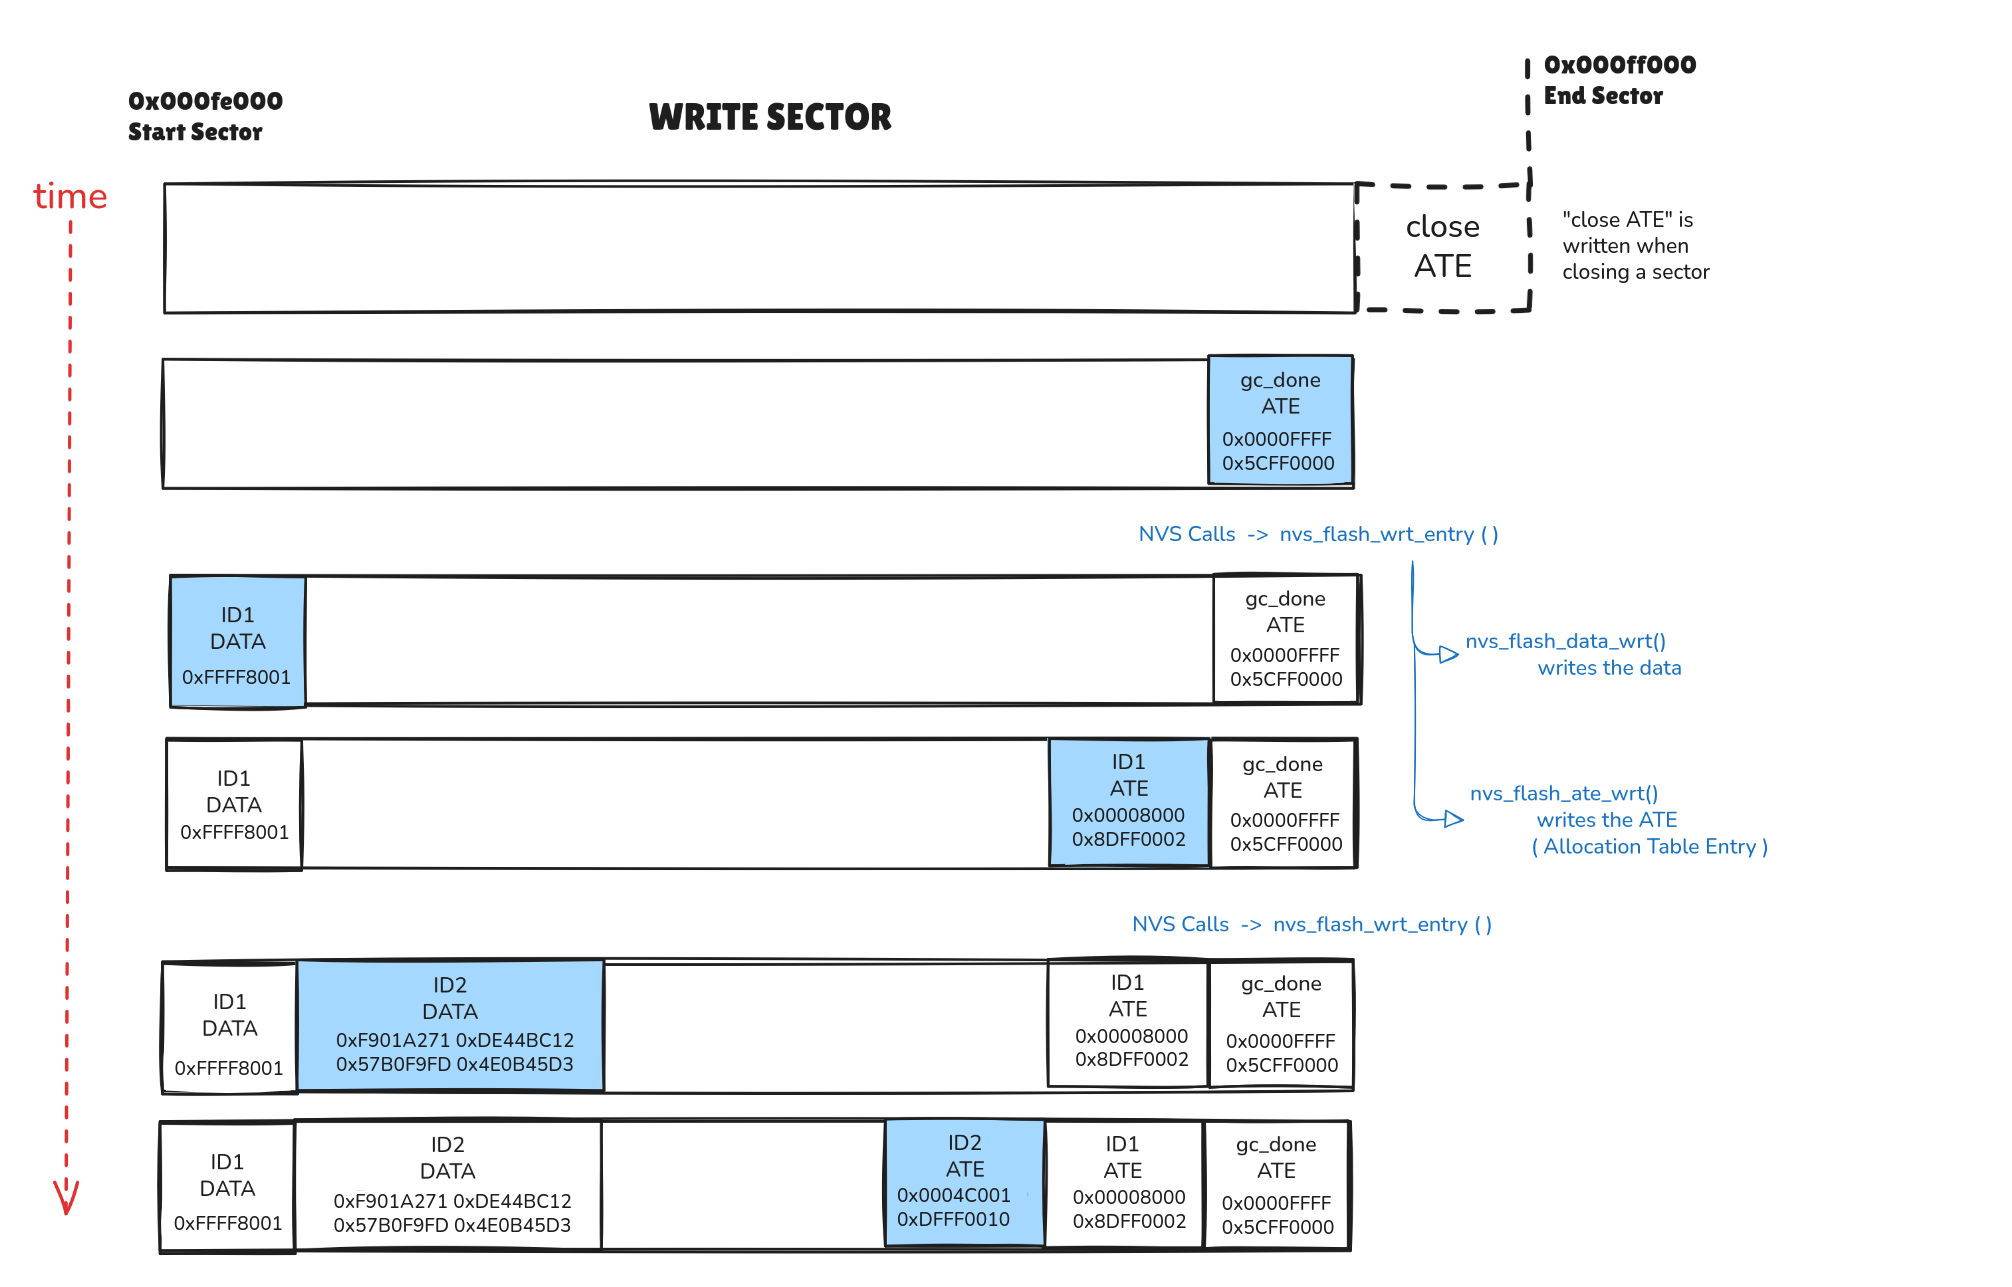 0x000ff000
End Sector
0x000fe000
Start Sector
WRITE SECTOR
time
close
ATE
"close ATE" is
written when
closing a sector
gc_done
ATE
0x0000FFFF
0x5CFF0000
NVS Calls -> nvs_flash_wrt_entry ( )
ID1
DATA
0xFFFF8001
gc_done
ATE
0x0000FFFF
0x5CFF0000
nvs_flash_data_wrt()
writes the data
ID1
DATA
0xFFFF8001
ID1
ATE
0x00008000
0x8DFF0002
gc_done
ATE
0x0000FFFF
0x5CFF0000
nvs_flash_ate_wrt()
writes the ATE
( Allocation Table Entry )
NVS Calls -> nvs_flash_wrt_entry ( )
ID1
DATA
0xFFFF8001
ID2
DATA
0xF901A271 0xDE44BC12
0x57B0F9FD 0x4E0B45D3
ID1
ATE
0x00008000
0x8DFF0002
gc_done
ATE
0x0000FFFF
0x5CFF0000
ID1
DATA
0xFFFF8001
ID2
DATA
0xF901A271 0xDE44BC12
0x57B0F9FD 0x4E0B45D3
ID2
ATE
0x0004C001
0xDFFF0010
ID1
ATE
0x00008000
0x8DFF0002
gc_done
ATE
0x0000FFFF
0x5CFF0000